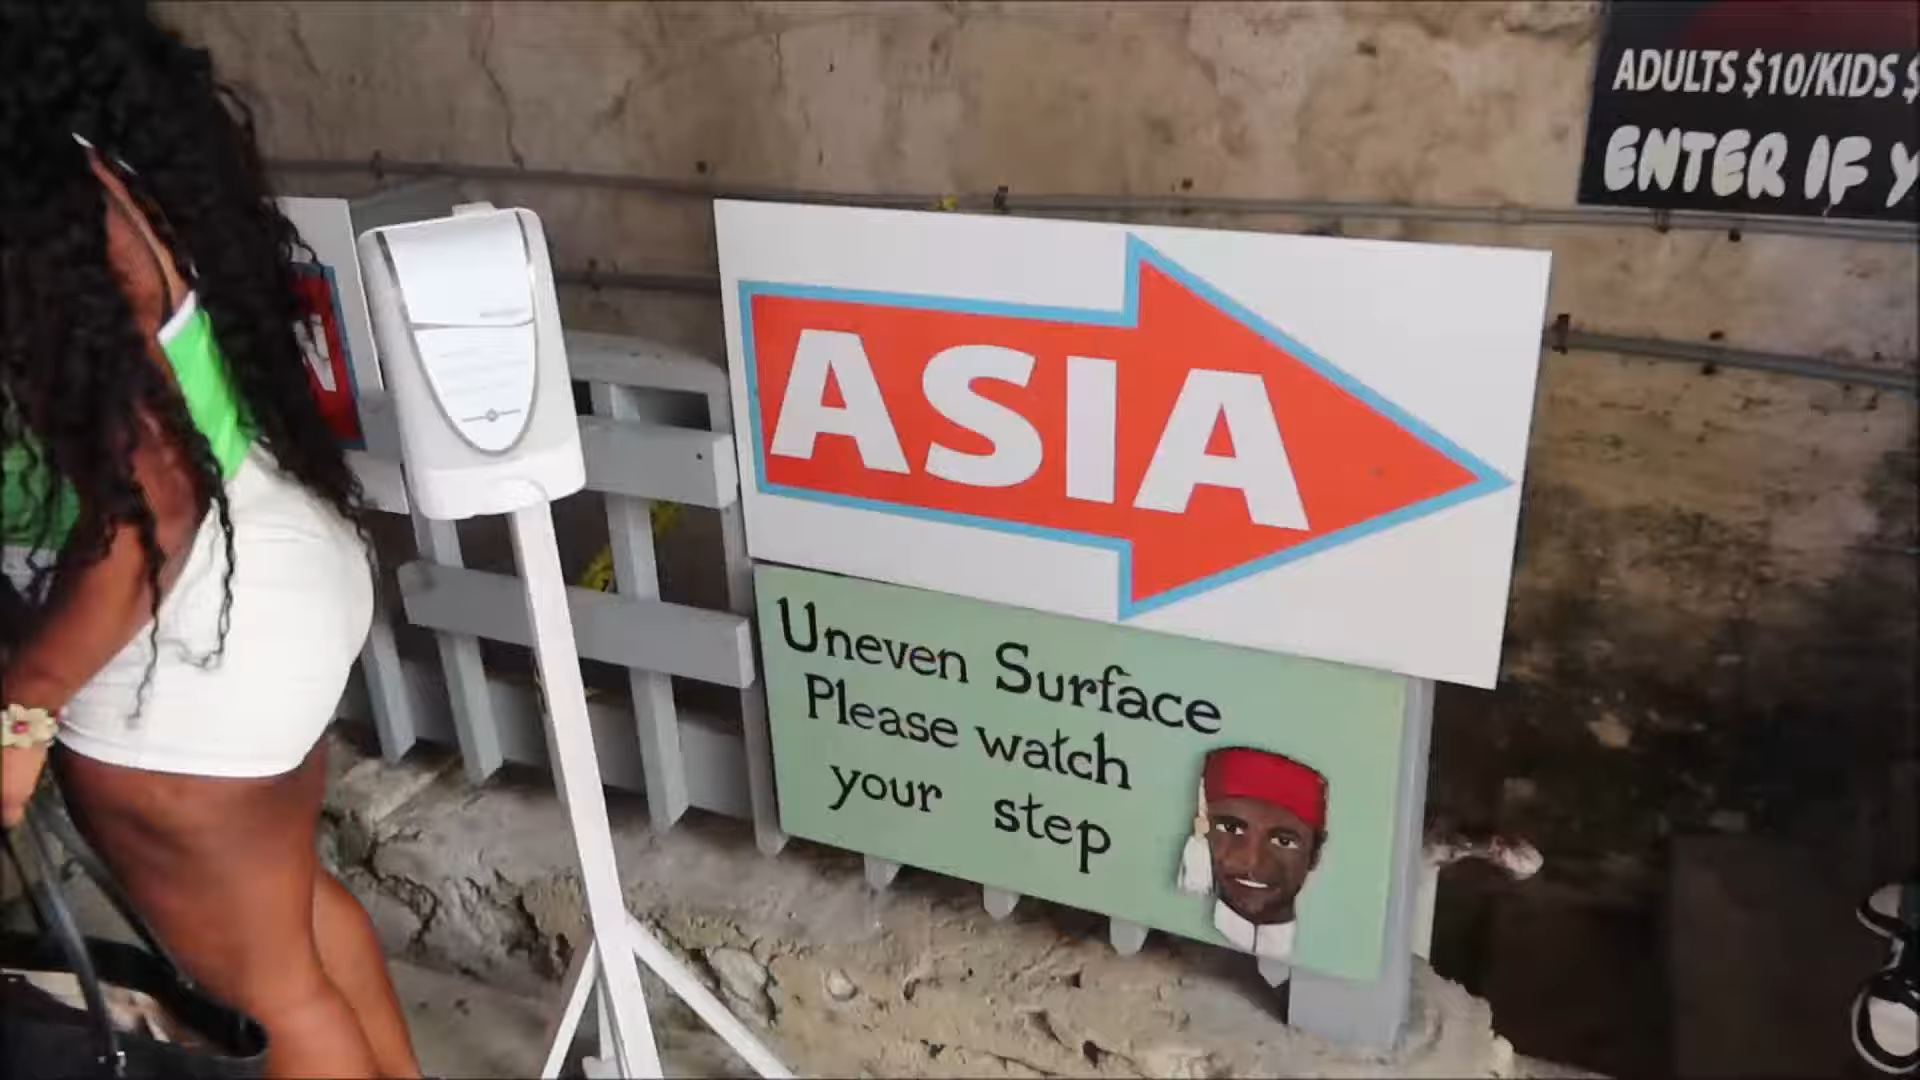 ADULTS $10/KIDS $
ENTER IF Y
N
ASIA
Uneven Surface
Please watch
your step